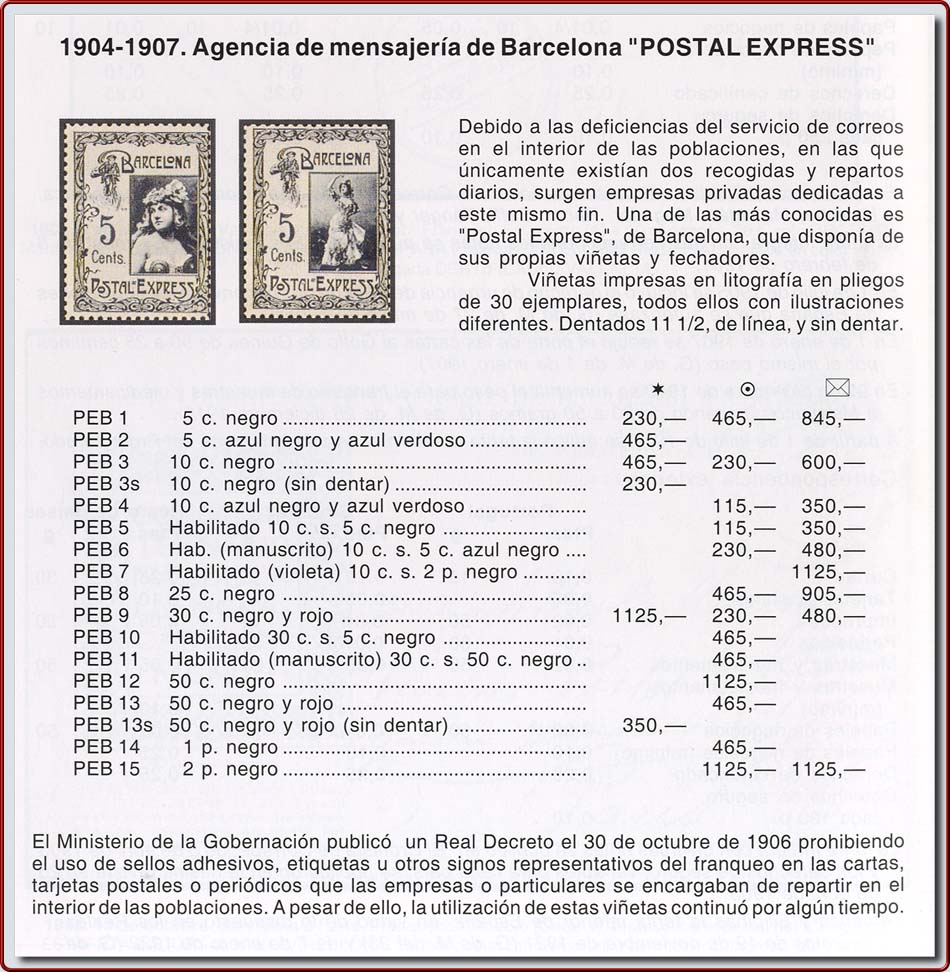 1904-1907. Agencia de mensajería de Barcelona "POSTAL EXPRESS"
BARCELONA
5
Cents.
POSTAL EXPRESS
BARCELONA
5
Cents.
POSTAL EXPRESS
Debido a las deficiencias del servicio de correos
en el interior de las poblaciones, en las que
únicamente existían dos recogidas y repartos
diarios, surgen empresas privadas dedicadas a
este mismo fin. Una de las más conocidas es
"Postal Express", de Barcelona, que disponía de
sus propias viñetas y fechadores.
Viñetas impresas en litografría en pliegos
de 30 ejemplares, todos ellos con ilustraciones
diferentes. Dentados 11 1/2, de línea, y sin dentar.
✶ ⊙ ✉
PEB 1 5 c. negro 230,— 465,— 845,—
PEB 2 5 c. azul negro y azul verdoso 465,—
PEB 3 10 c. negro 465,— 230,— 600,—
PEB 3s 10 c. negro (sin dentar) 230,—
PEB 4 10 c. azul negro y azul verdoso 115,— 350,—
PEB 5 Habilitado 10 c. s. 5 c. negro 115,— 350,—
PEB 6 Hab. (manuscrito) 10 c. s. 5 c. azul negro .... 230,— 480,—
PEB 7 Habilitado (violeta) 10 c. s. 2 p. negro 1125,—
PEB 8 25 c. negro 465,— 905,—
PEB 9 30 c. negro y rojo 1125,— 230,— 480,—
PEB 10 Habilitado 30 c. s. 5 c. negro 465,—
PEB 11 Habilitado (manuscrito) 30 c. s. 50 c. negro .. 465,—
PEB 12 50 c. negro 1125,—
PEB 13 50 c. negro y rojo 465,—
PEB 13s 50 c. negro y rojo (sin dentar) 350,—
PEB 14 1 p. negro 465,—
PEB 15 2 p. negro 1125,— 1125,—
El Ministerio de la Gobernación publicó un Real Decreto el 30 de octubre de 1906 prohibiendo
el uso de sellos adhesivos, etiquetas u otros signos representativos del franqueo en las cartas,
tarjetas postales o periódicos que las empresas o particulares se encargaban de repartir en el
interior de las poblaciones. A pesar de ello, la utilización de estas viñetas continuó por algún tiempo.